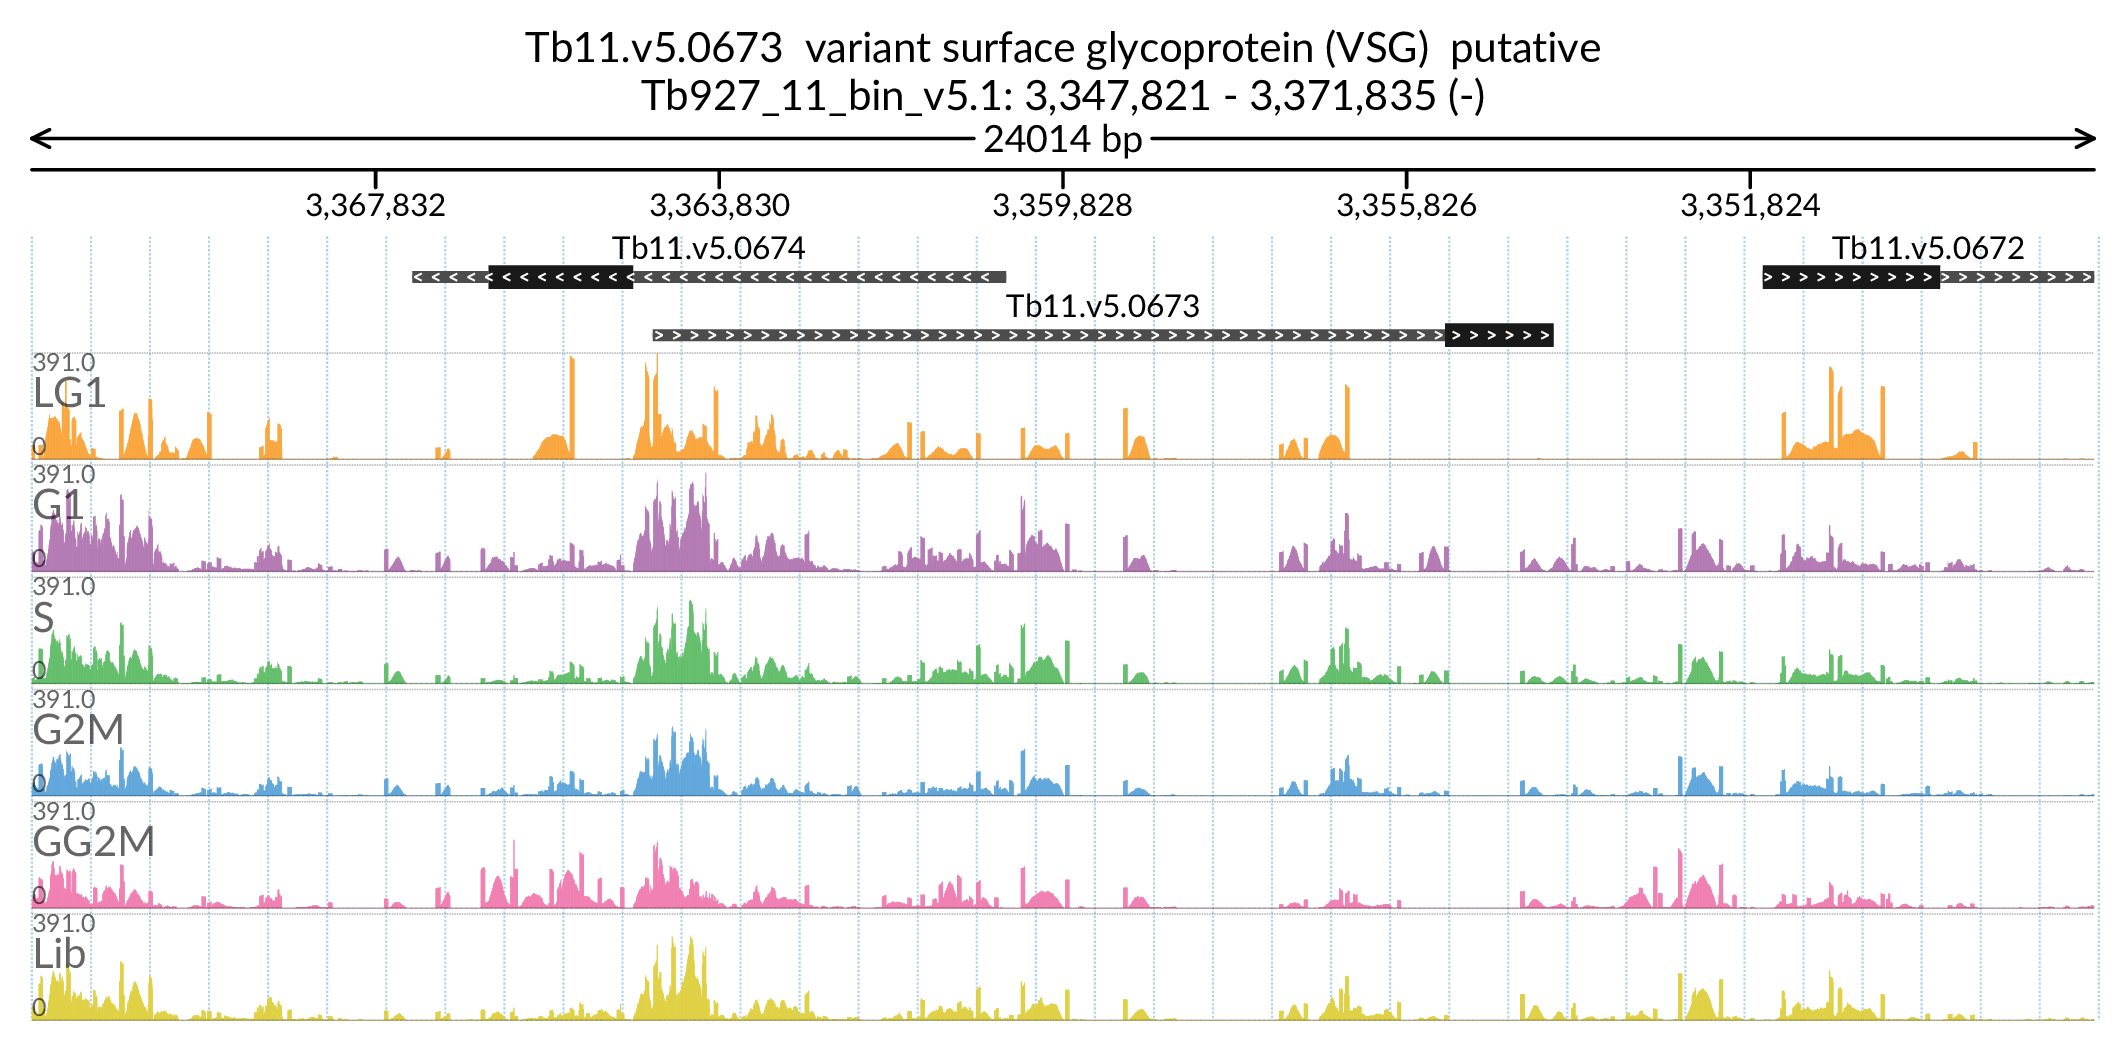 Tb11.v5.0673 variant surface glycoprotein (VSG) putative
Tb927_11_bin_v5.1: 3,347,821 - 3,371,835 (-)
24014 bp
3,367,832 3,363,830 3,359,828 3,355,826 3,351,824
Tb11.v5.0674 Tb11.v5.0672
Tb11.v5.0673
391.0
LG1
0
391.0
G1
0
391.0
S
0
391.0
G2M
0
391.0
GG2M
0
391.0
Lib
0